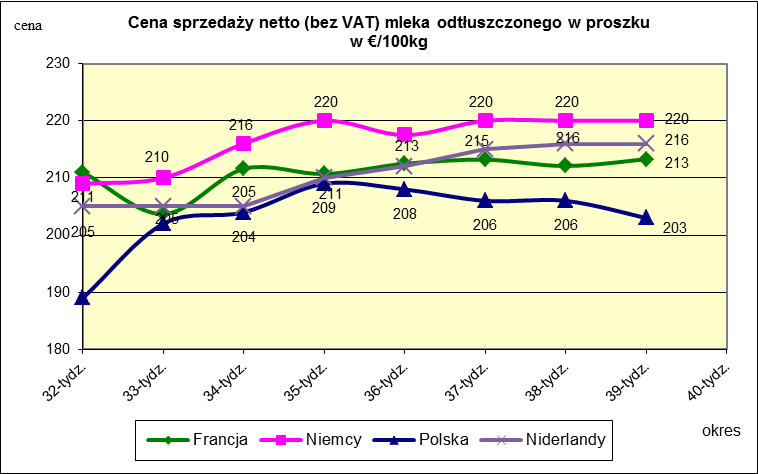 cena
Cena sprzedaży netto (bez VAT) mleka odtłuszczonego w proszku
w €/100kg
230
220
210
200
190
180
220
220
220
220
216
210
213
215
216
216
213
211
205
205
205
204
211
209
208
206
206
203
32-tydz.
33-tydz.
34-tydz.
35-tydz.
36-tydz.
37-tydz.
38-tydz.
39-tydz.
40-tydz.
okres
Francja Niemcy Polska Niderlandy